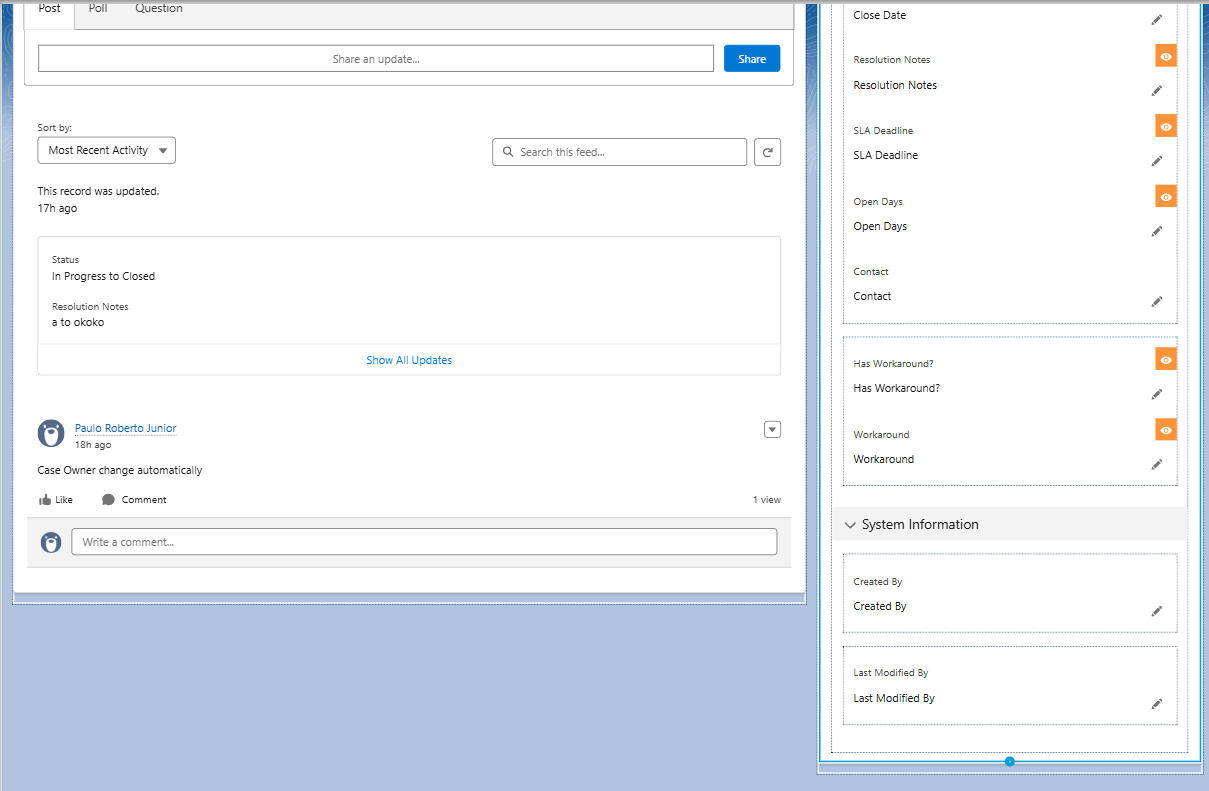 Post
Poll
Question
Share an update...
Share
Sort by:
Most Recent Activity
Search this feed...
This record was updated.
17h ago
Status
In Progress to Closed
Resolution Notes
a to okoko
Show All Updates
Paulo Roberto Junior
18h ago
Case Owner change automatically
Like
Comment
1 view
Write a comment...
Close Date
Resolution Notes
Resolution Notes
SLA Deadline
SLA Deadline
Open Days
Open Days
Contact
Contact
Has Workaround?
Has Workaround?
Workaround
Workaround
System Information
Created By
Created By
Last Modified By
Last Modified By